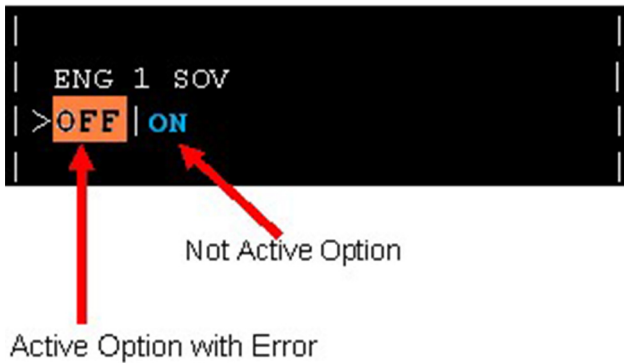 ENG 1 SOV
>OFF|ON
Not Active Option
Active Option with Error